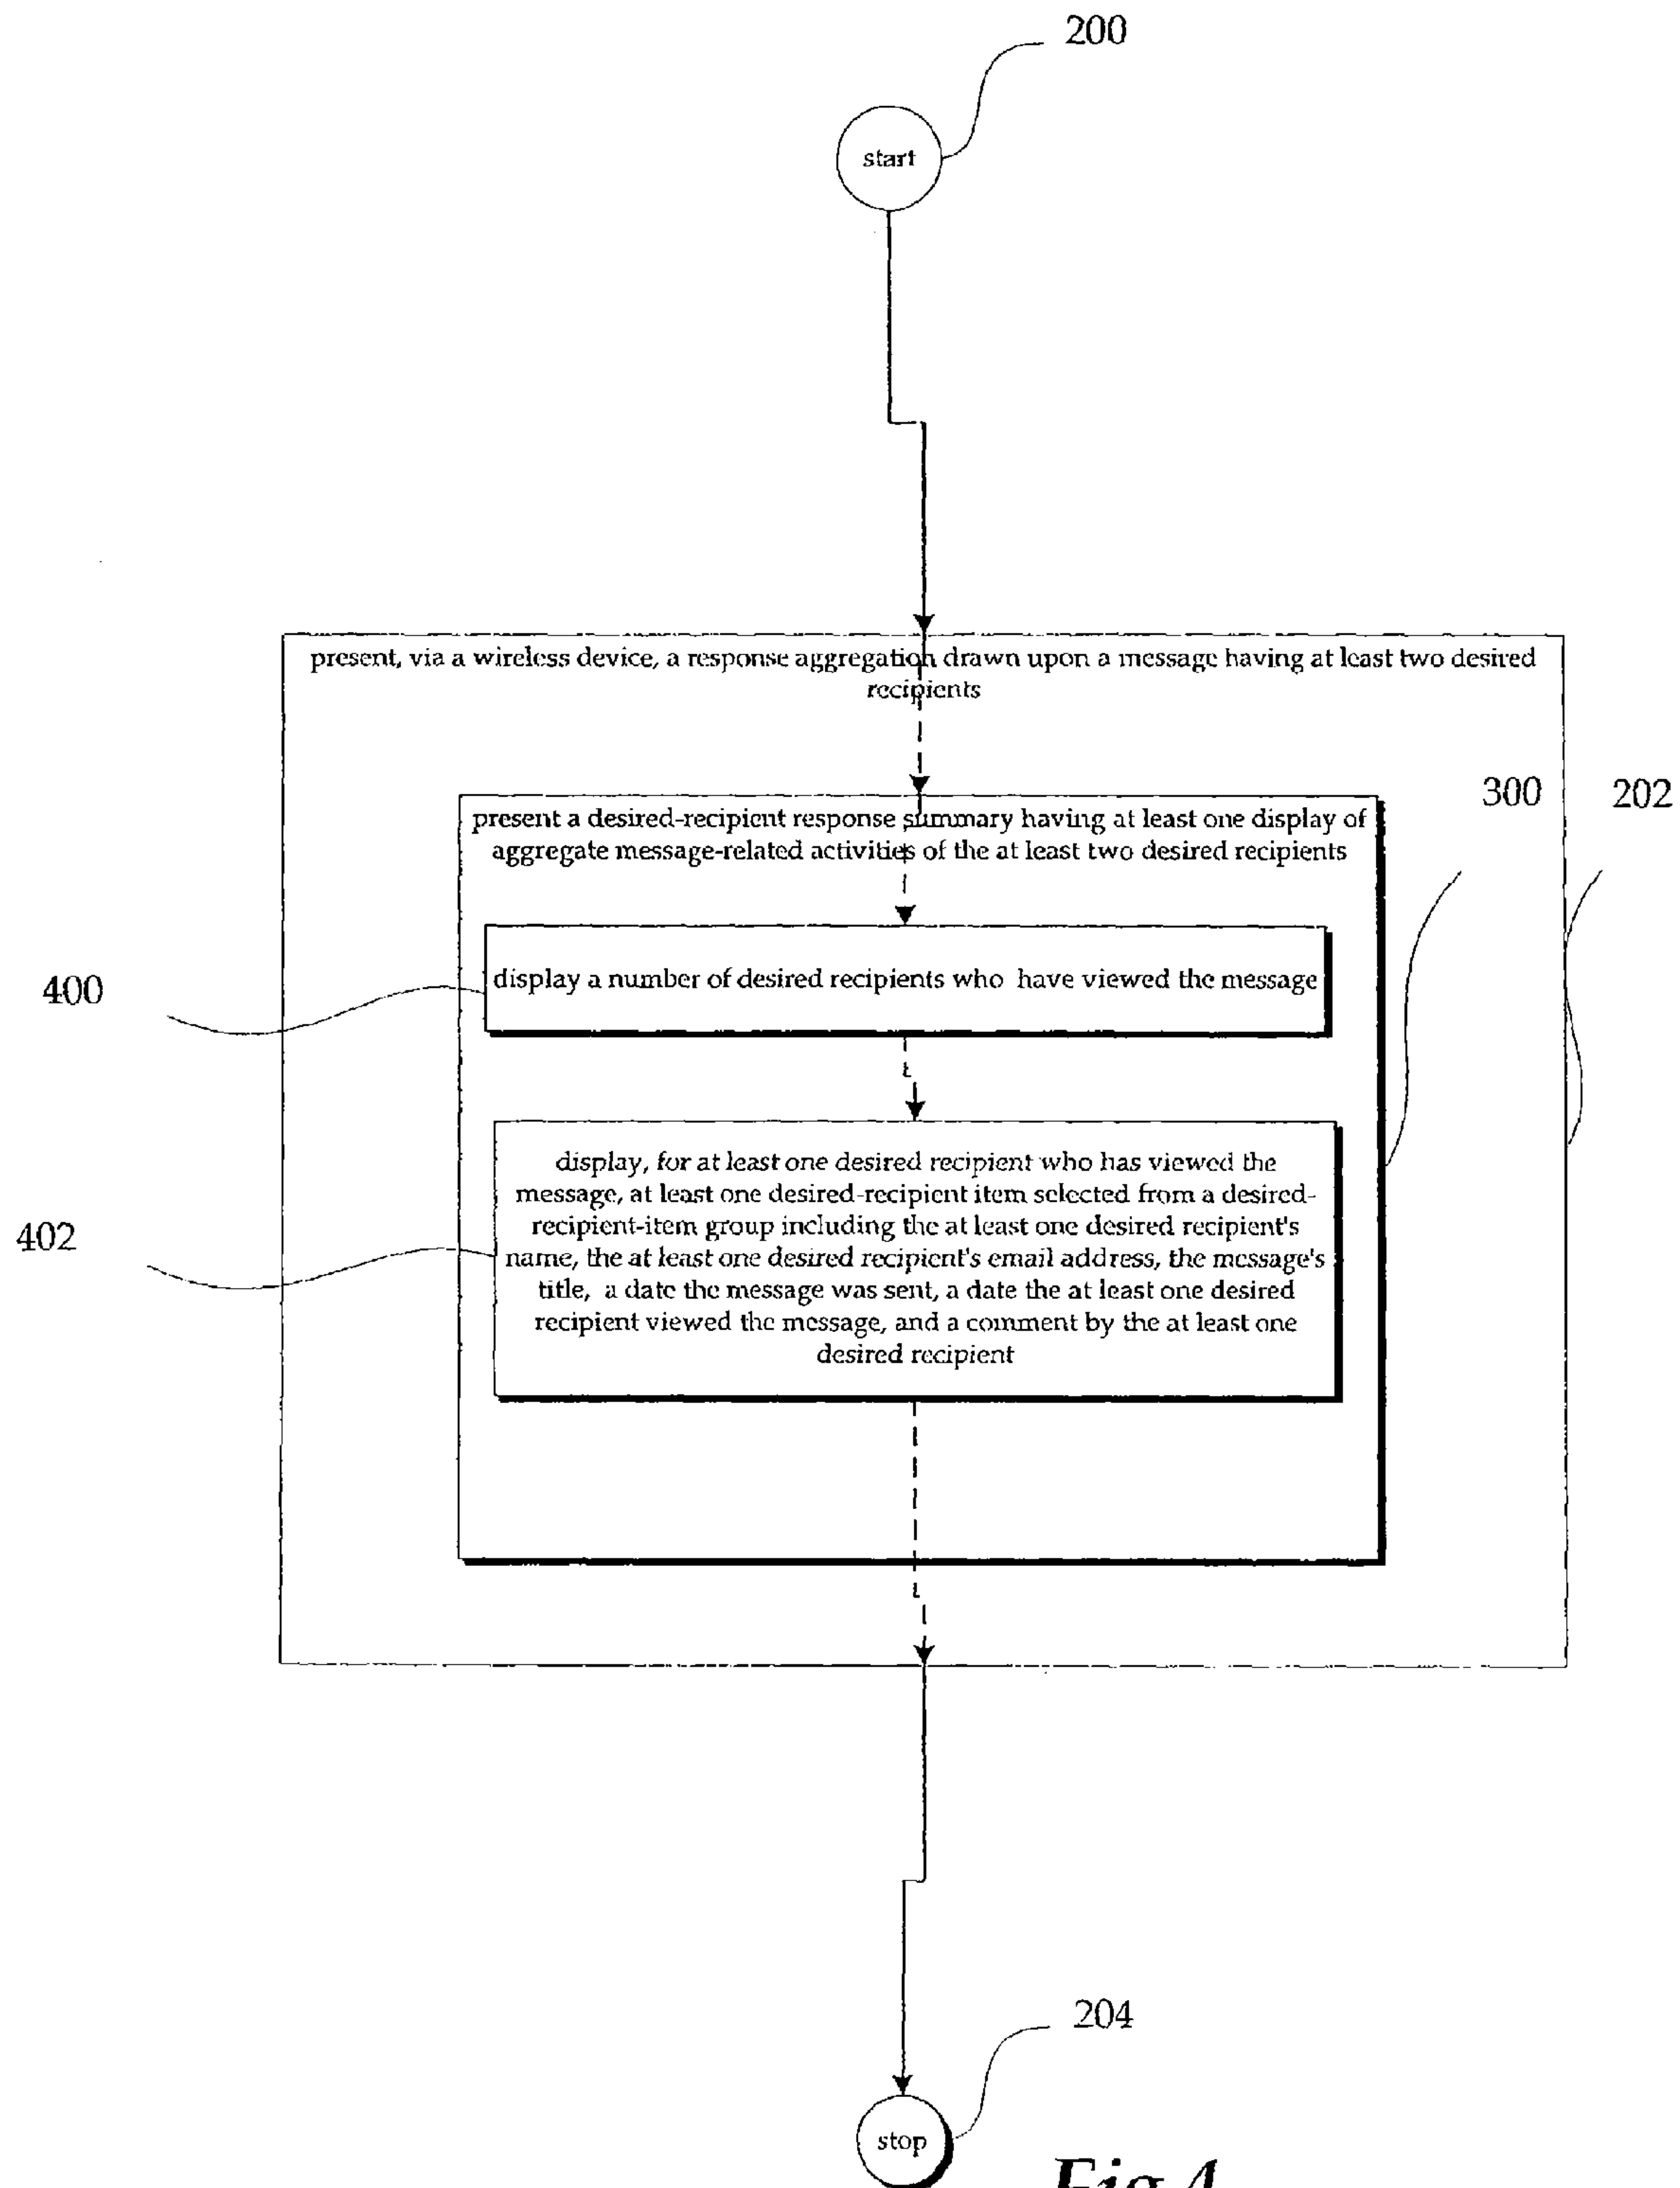 200
start
present, via a wireless device, a response aggregation drawn upon a message having at least two desired
recipients
300
202
present a desired-recipient response summary having at least one display of
aggregate message-related activities of the at least two desired recipients
400
display a number of desired recipients who have viewed the message
402
display, for at least one desired recipient who has viewed the
message, at least one desired-recipient item selected from a desired-
recipient-item group including the at least one desired recipient's
name, the at least one desired recipient's email address, the message's
title, a date the message was sent, a date the at least one desired
recipient viewed the message, and a comment by the at least one
desired recipient
204
stop
Fig 4